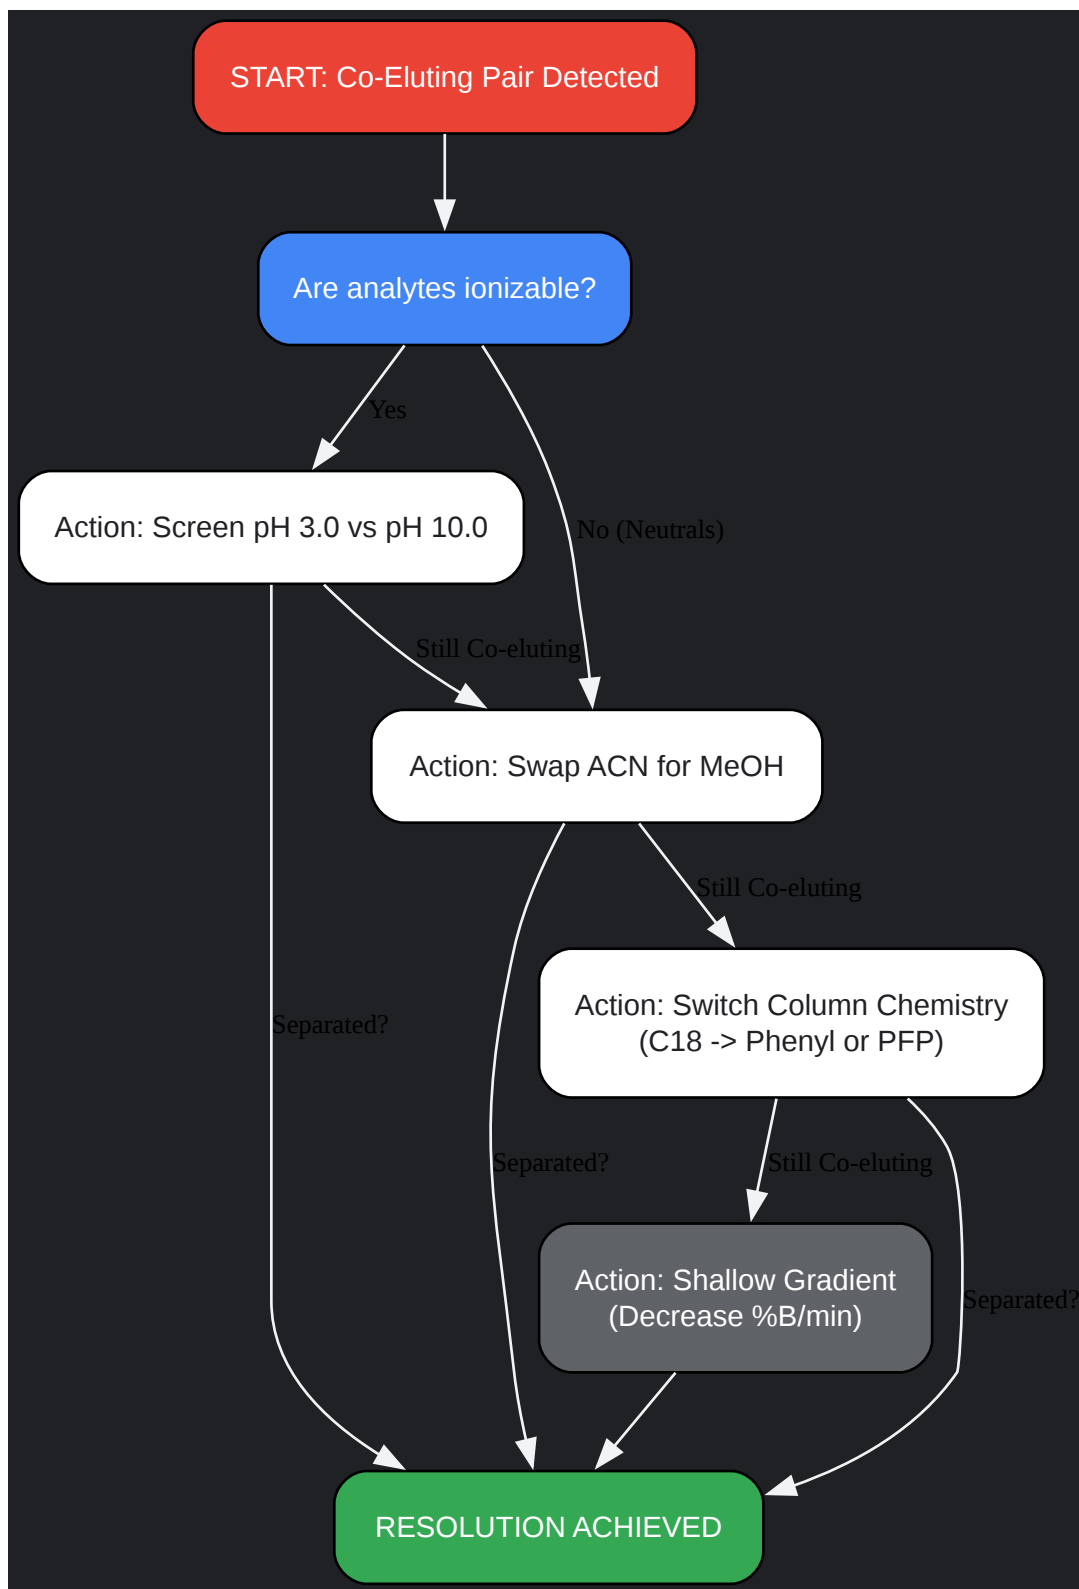 START: Co-Eluting Pair Detected
Are analytes ionizable?
Yes
Action: Screen pH 3.0 vs pH 10.0
No (Neutrals)
Still Co-eluting
Action: Swap ACN for MeOH
Still Co-eluting
Action: Switch Column Chemistry
(C18 -> Phenyl or PFP)
Separated?
Separated?
Still Co-eluting
Action: Shallow Gradient
(Decrease %B/min)
Separated?
RESOLUTION ACHIEVED